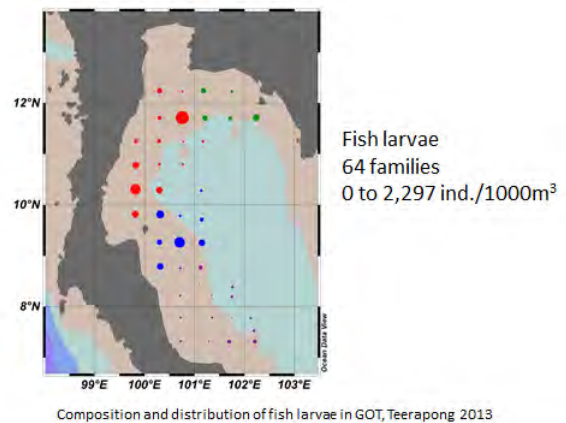 12°N
10°N
8°N
99°E 100°E 101°E 102°E 103°E
Ocean Data View
Fish larvae
64 families
0 to 2,297 ind./1000m³
Composition and distribution of fish larvae in GOT, Teerapong 2013